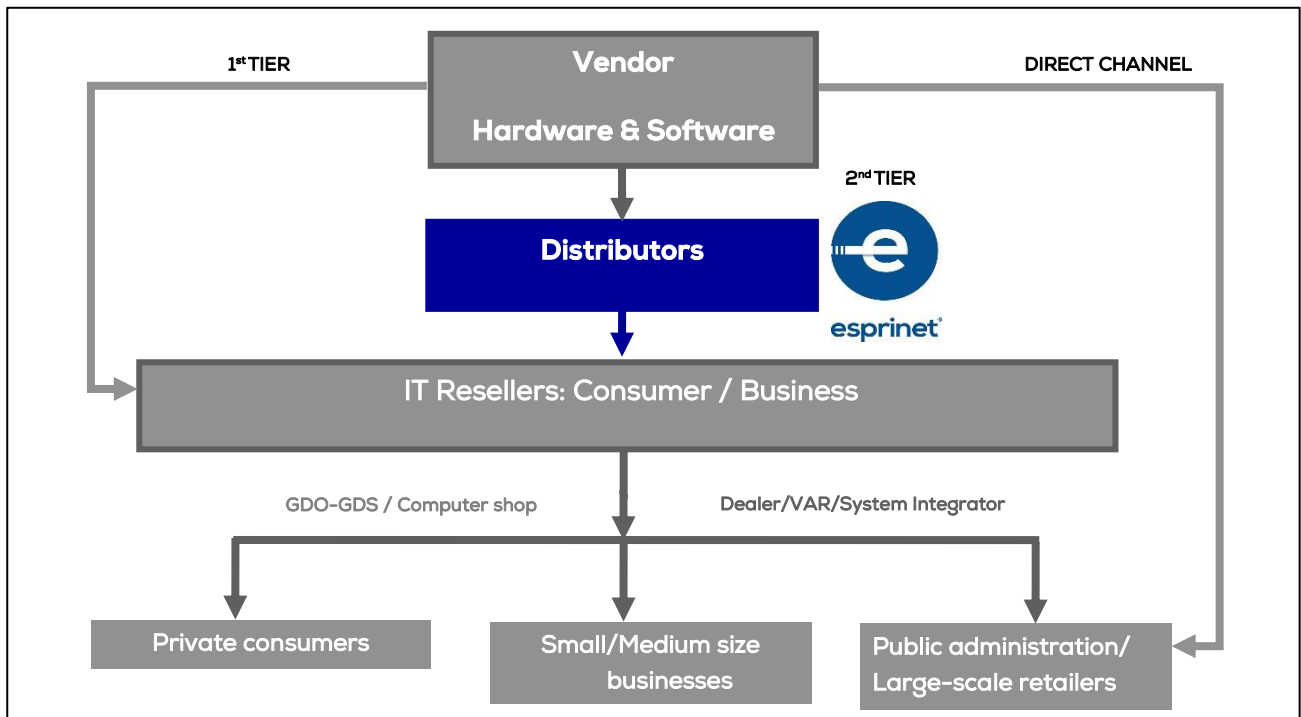 Vendor
1st TIER
DIRECT CHANNEL
Hardware & Software
2nd TIER
Distributors
e
esprinet®
IT Resellers: Consumer / Business
GDO-GDS / Computer shop
Dealer/VAR/System Integrator
Private consumers
Small/Medium size
businesses
Public administration/
Large-scale retailers